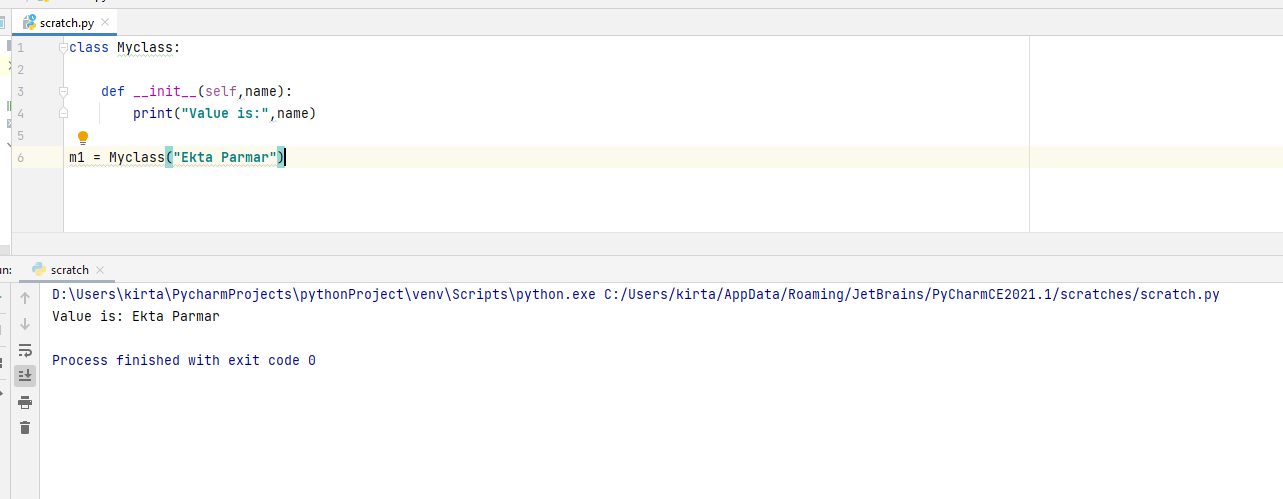 scratch.py
1 class Myclass:
2
3 def __init__(self,name):
4 print("Value is:",name)
5
6 m1 = Myclass("Ekta Parmar")
un: scratch
D:\Users\kirta\PycharmProjects\pythonProject\venv\Scripts\python.exe C:/Users/kirta/AppData/Roaming/JetBrains/PyCharmCE2021.1/scratches/scratch.py
Value is: Ekta Parmar
Process finished with exit code 0